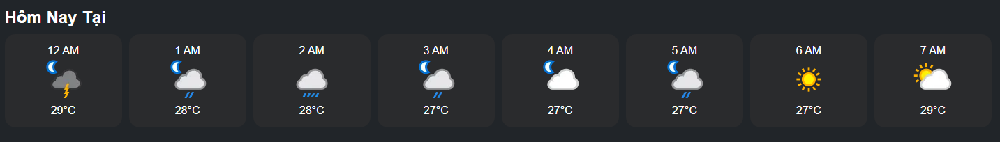 Hôm Nay Tại
12 AM 1 AM 2 AM 3 AM 4 AM 5 AM 6 AM 7 AM
29°C 28°C 28°C 27°C 27°C 27°C 27°C 29°C